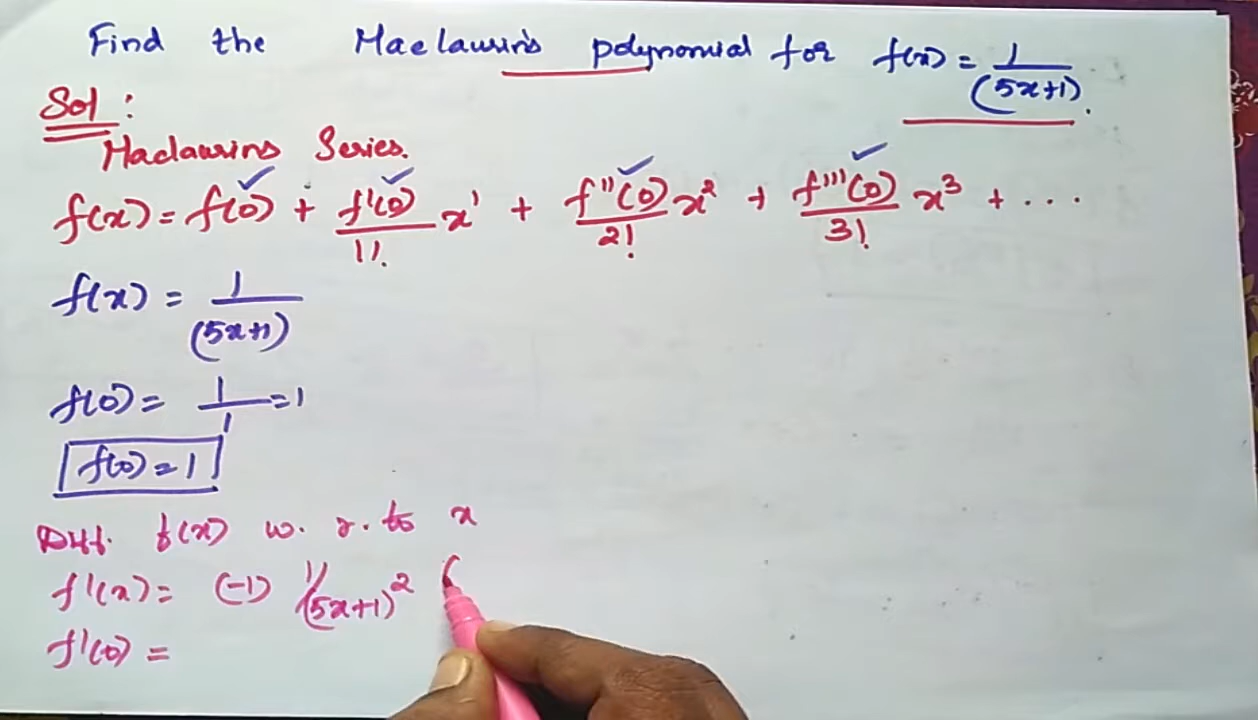 Find the Maclaurin's polynomial for f(x) = 1/(5x+1).
Sol :
Maclaurins Series.
f(x) = f(0) + f'(0)/1! x¹ + f''(0)/2! x² + f'''(0)/3! x³ + ...
f(x) = 1/(5x+1)
f(0) = 1/1 = 1
f(0) = 1
Diff. f(x) w. r. to x
f'(x) = (-1) 1/(5x+1)² (
f'(0) =